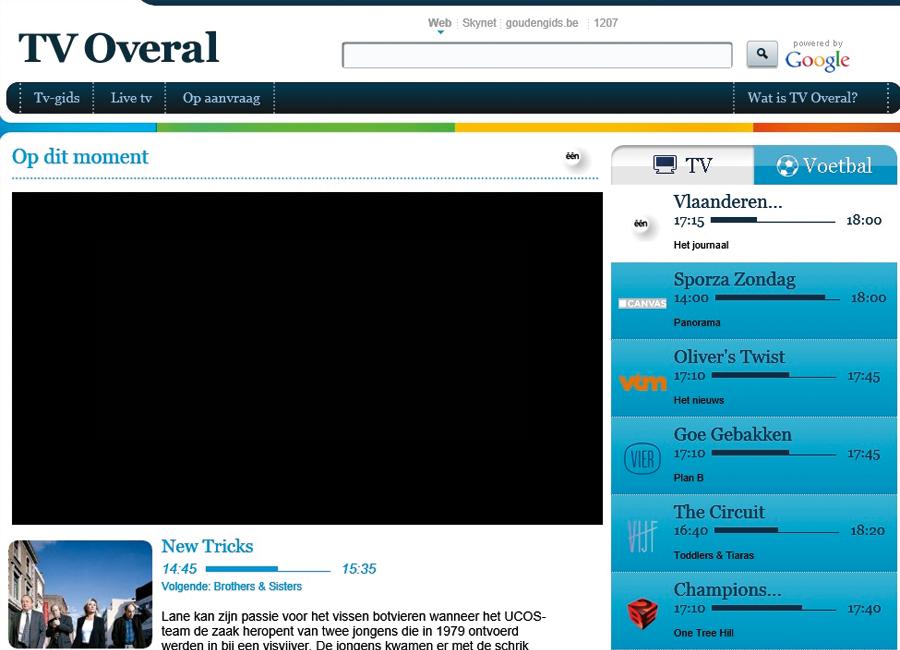 Web Skynet goudengids.be 1207
TV Overal
powered by
Google
Tv-gids Live tv Op aanvraag Wat is TV Overal?
Op dit moment
één
TV Voetbal
Vlaanderen...
één
17:15 18:00
Het journaal
Sporza Zondag
CANVAS
14:00 18:00
Panorama
Oliver's Twist
vtm
17:10 17:45
Het nieuws
Goe Gebakken
VIER
17:10 17:45
Plan B
The Circuit
VIJF
16:40 18:20
Toddlers & Tiaras
Champions...
17:10 17:40
One Tree Hill
New Tricks
14:45 15:35
Volgende: Brothers & Sisters
Lane kan zijn passie voor het vissen botvieren wanneer het UCOS-
team de zaak heropent van twee jongens die in 1979 ontvoerd
werden in bij een visvijver. De jongens kwamen er met de schrik